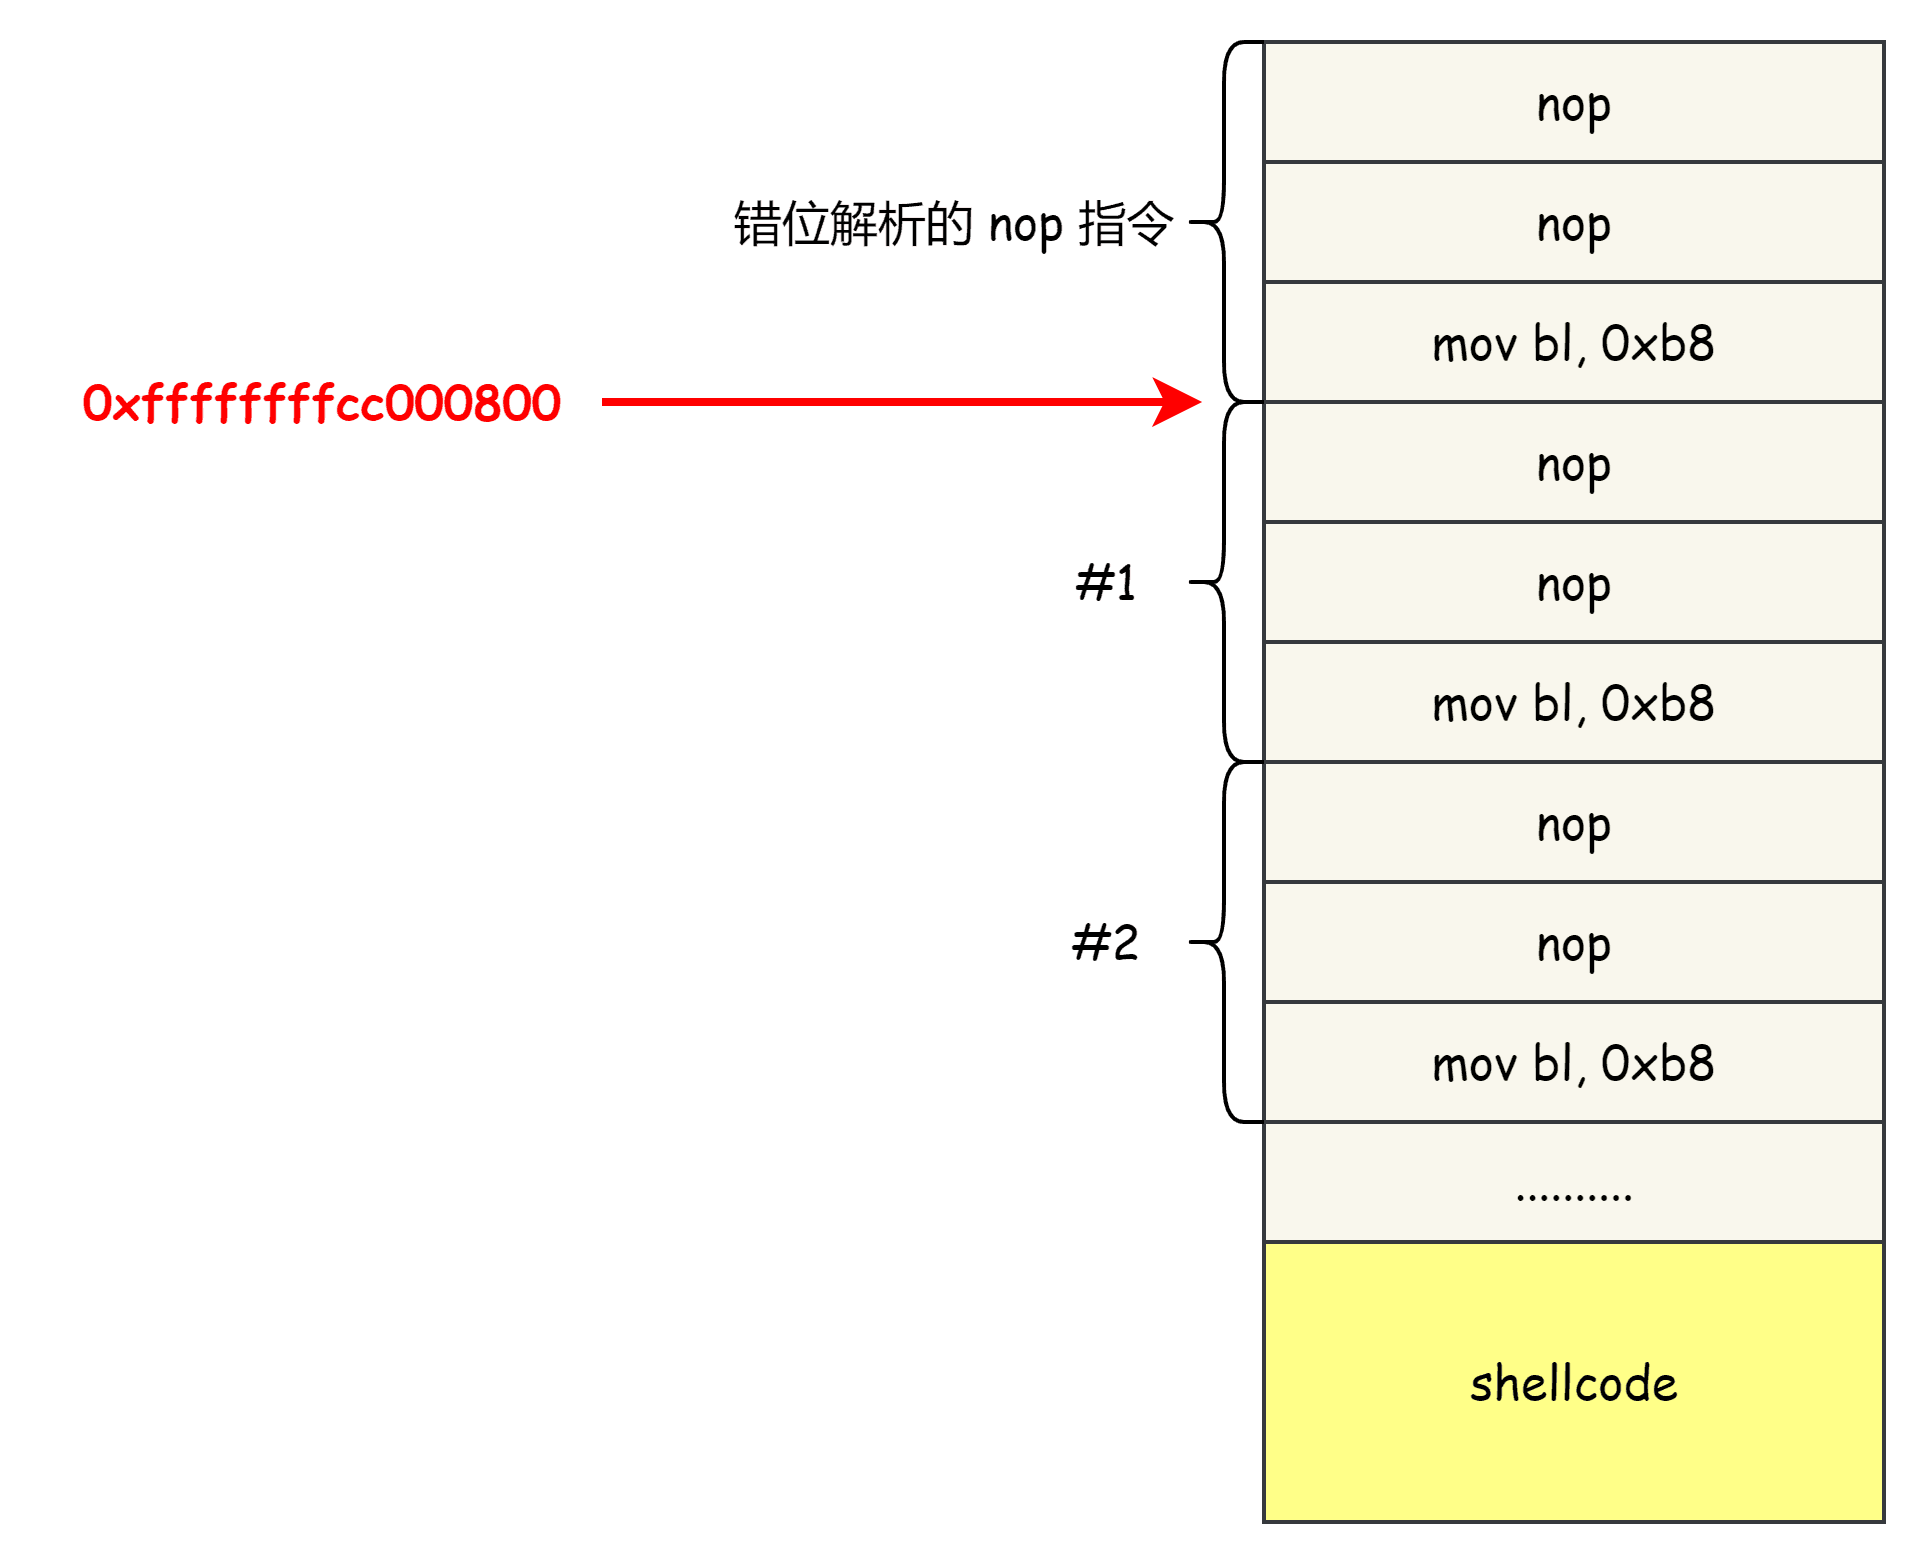 nop
错位解析的 nop 指令
nop
mov bl, 0xb8
0xffffffffcc000800
nop
#1
nop
mov bl, 0xb8
nop
#2
nop
mov bl, 0xb8
..........
shellcode